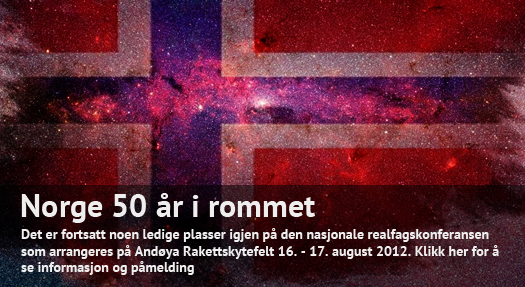 Norge 50 år i rommet
Det er fortsatt noen ledige plasser igjen på den nasjonale realfagskonferansen
som arrangeres på Andøya Rakettskytefelt 16. - 17. august 2012. Klikk her for å
se informasjon og påmelding